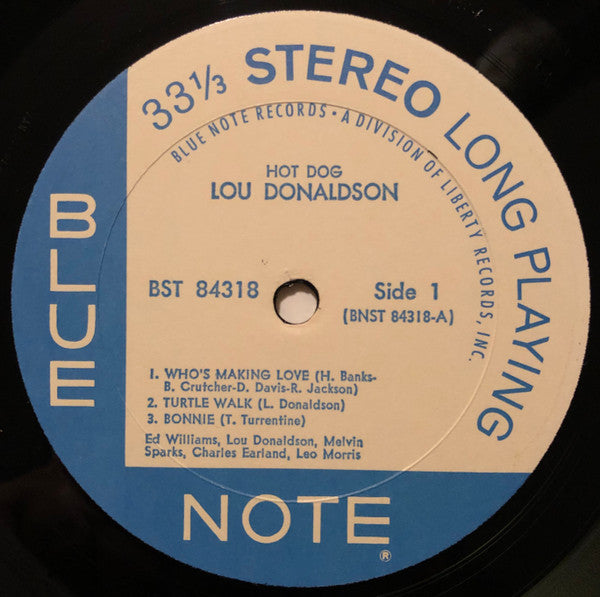 33⅓ STEREO LONG PLAYING
BLUE NOTE RECORDS • A DIVISION OF LIBERTY RECORDS, INC.
HOT DOG
LOU DONALDSON
BST 84318
Side 1
(BNST 84318-A)
1. WHO'S MAKING LOVE (H. Banks-
B. Crutcher-D. Davis-R. Jackson)
2. TURTLE WALK (L. Donaldson)
3. BONNIE (T. Turrentine)
Ed Williams, Lou Donaldson, Melvin
Sparks, Charles Earland, Leo Morris
BLUE
NOTE®